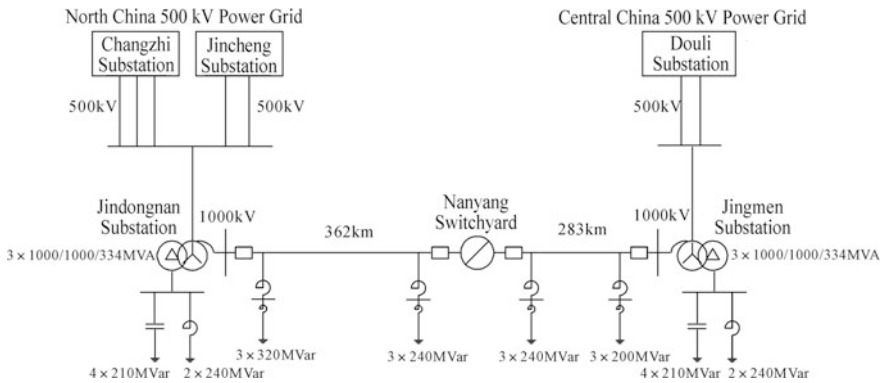 North China 500 kV Power Grid
Central China 500 kV Power Grid
Changzhi
Substation
Jincheng
Substation
Douli
Substation
500kV
500kV
500kV
Jindongnan
Substation
1000kV
362km
Nanyang
Switchyard
283km
1000kV
Jingmen
Substation
3×1000/1000/334MVA
3×1000/1000/334MVA
3×320MVar
3×240MVar
3×240MVar
3×200MVar
4×210MVar
2×240MVar
4×210MVar
2×240MVar